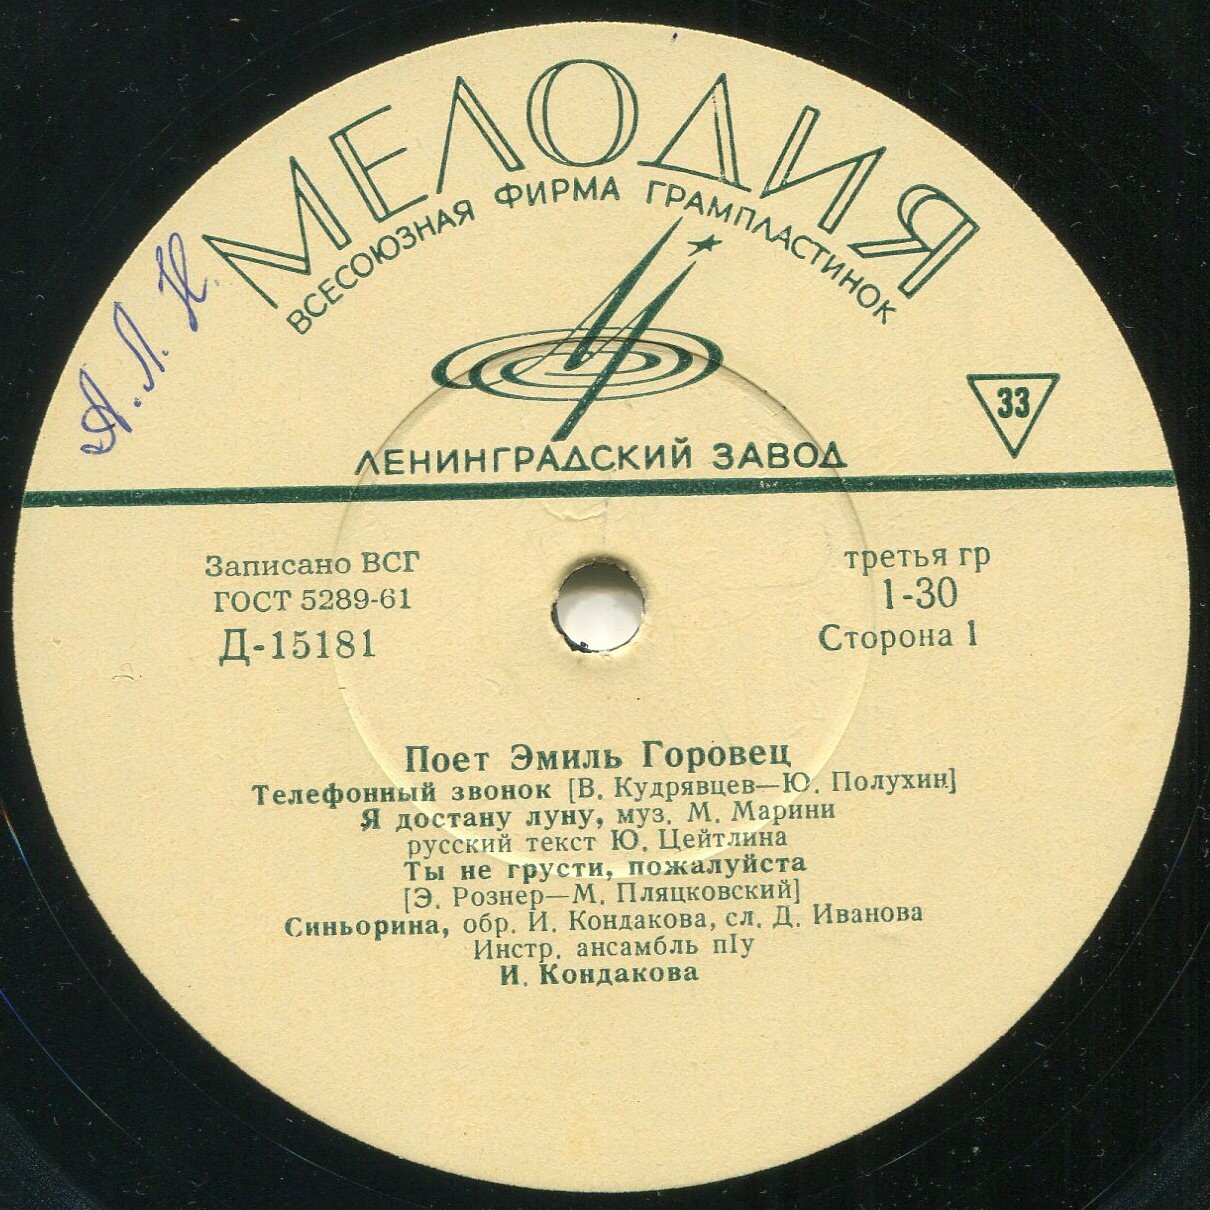 МЕЛОДИЯ
ВСЕСОЮЗНАЯ ФИРМА ГРАМПЛАСТИНОК
А. Л. Н.
33
ЛЕНИНГРАДСКИЙ ЗАВОД
Записано ВСГ
ГОСТ 5289-61
Д-15181
третья гр
1-30
Сторона 1
Поет Эмиль Горовец
Телефонный звонок [В. Кудрявцев—Ю. Полухин]
Я достану луну, муз. М. Марини
русский текст Ю. Цейтлина
Ты не грусти, пожалуйста
[Э. Рознер—М. Пляцковский]
Синьорина, обр. И. Кондакова, сл. Д. Иванова
Инстр. ансамбль п/у
И. Кондакова